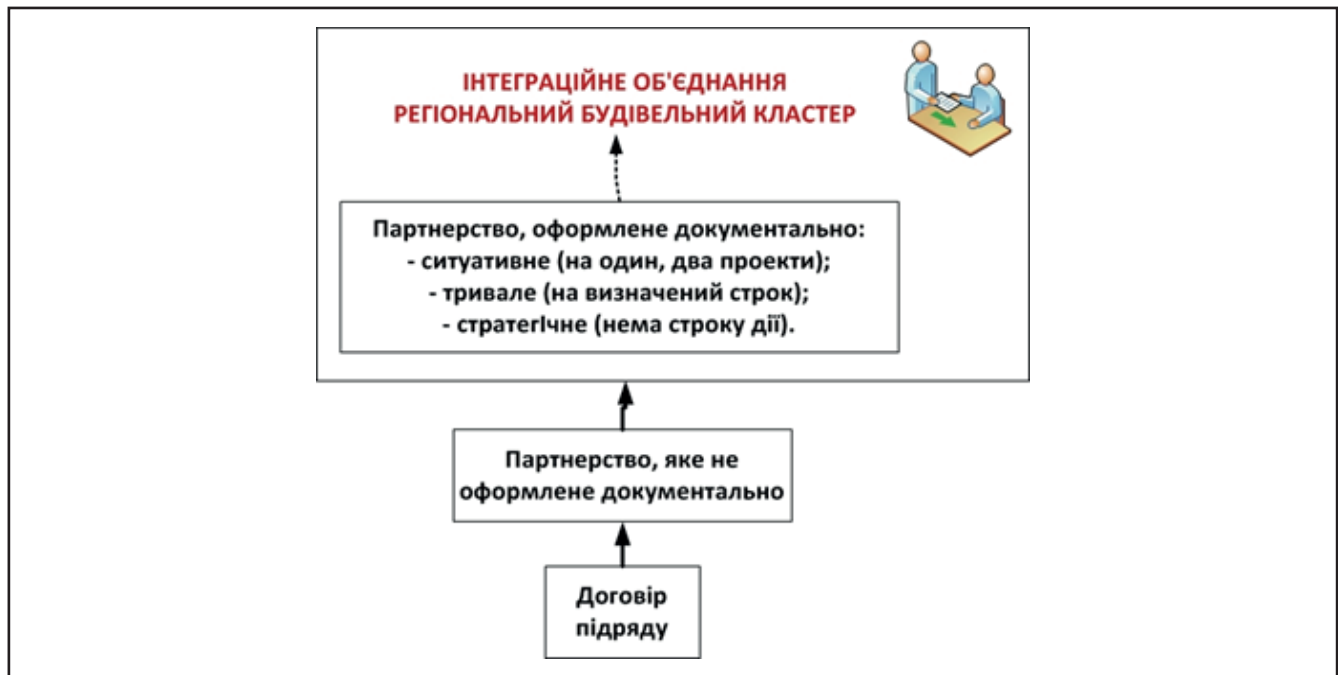 ІНТЕГРАЦІЙНЕ ОБ'ЄДНАННЯ
РЕГІОНАЛЬНИЙ БУДІВЕЛЬНИЙ КЛАСТЕР
Партнерство, оформлене документально:
- ситуативне (на один, два проекти);
- тривале (на визначений строк);
- стратегІчне (нема строку дії).
Партнерство, яке не
оформлене документально
Договір
підряду